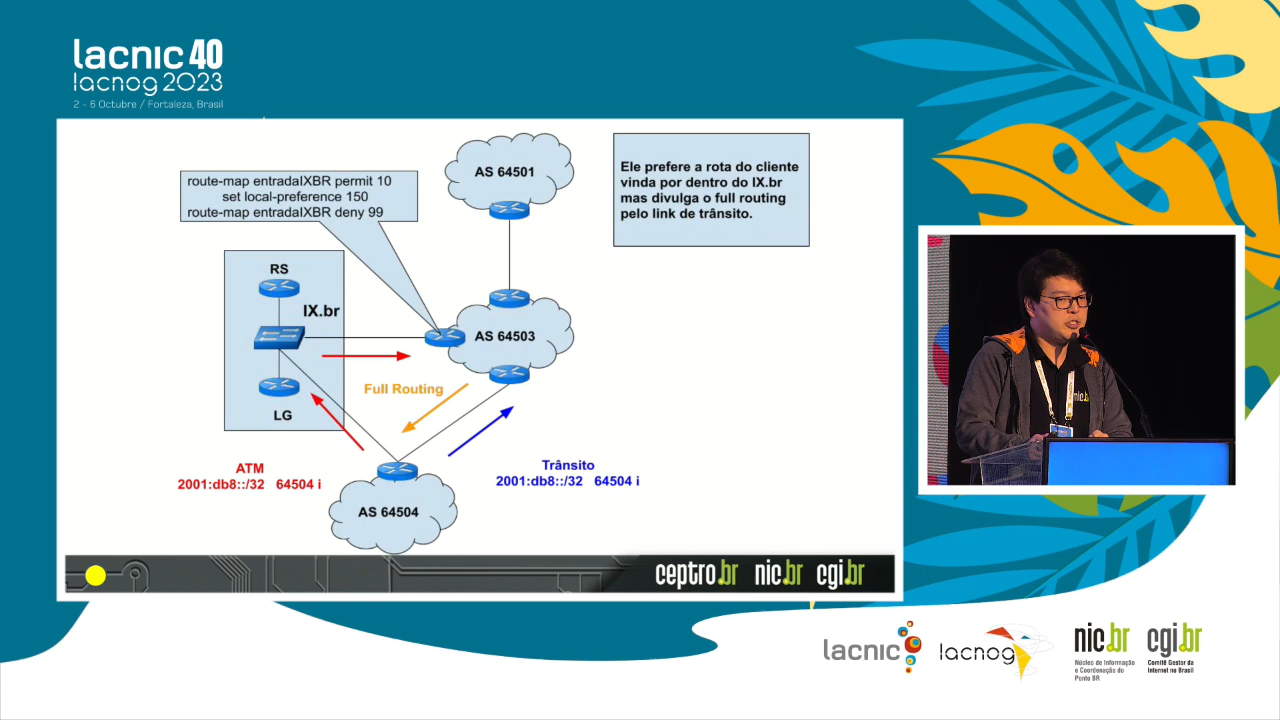 lacnic 40
lacnog 2023
2 - 6 Octubre / Fortaleza, Brasil
AS 64501
Ele prefere a rota do cliente
vinda por dentro do IX.br
mas divulga o full routing
pelo link de trânsito.
route-map entradaIXBR permit 10
set local-preference 150
route-map entradaIXBR deny 99
RS
IX.br
AS 64503
Full Routing
LG
ATM
2001:db8::/32 64504 i
Trânsito
2001:db8::/32 64504 i
AS 64504
ceptro.br nic.br cgi.br
nic.br
lacnic
lacnog
nic.br
Núcleo de Informação
e Coordenação do
Ponto BR
cgi.br
Comitê Gestor da
Internet no Brasil